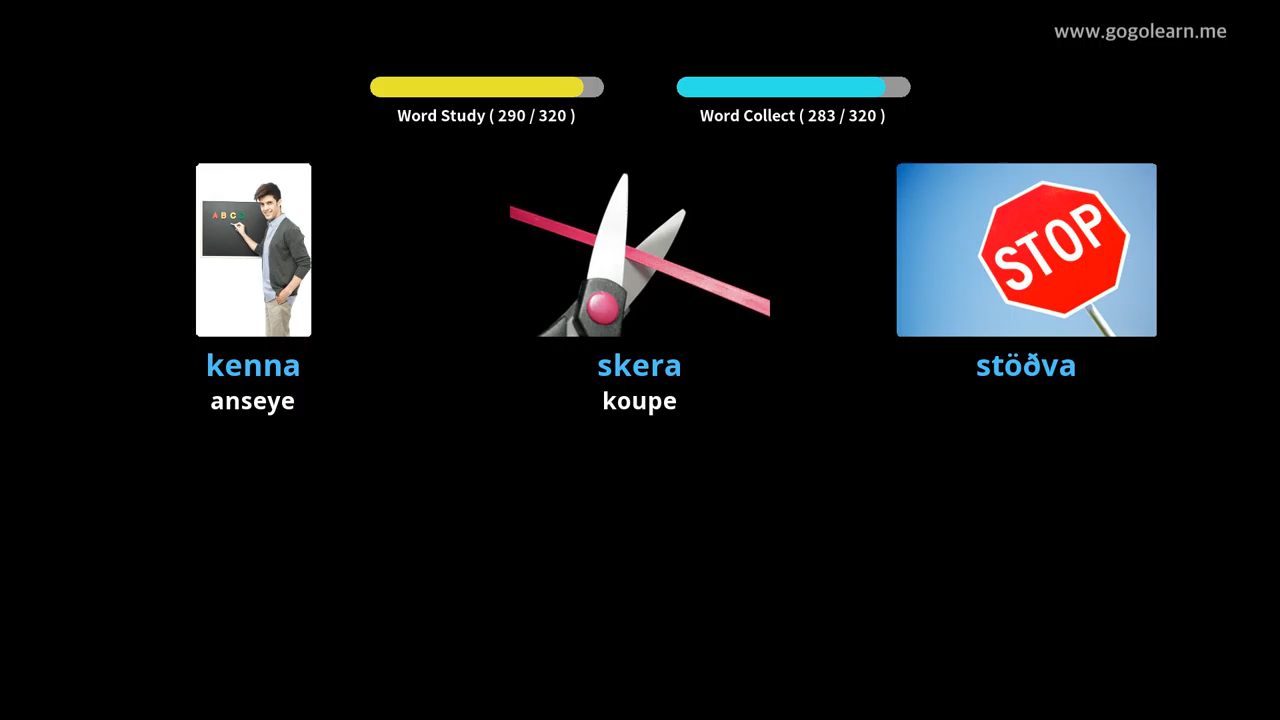 www.gogolearn.me
Word Study ( 290 / 320 )
Word Collect ( 283 / 320 )
A B C
STOP
kenna
skera
stöðva
anseye
koupe